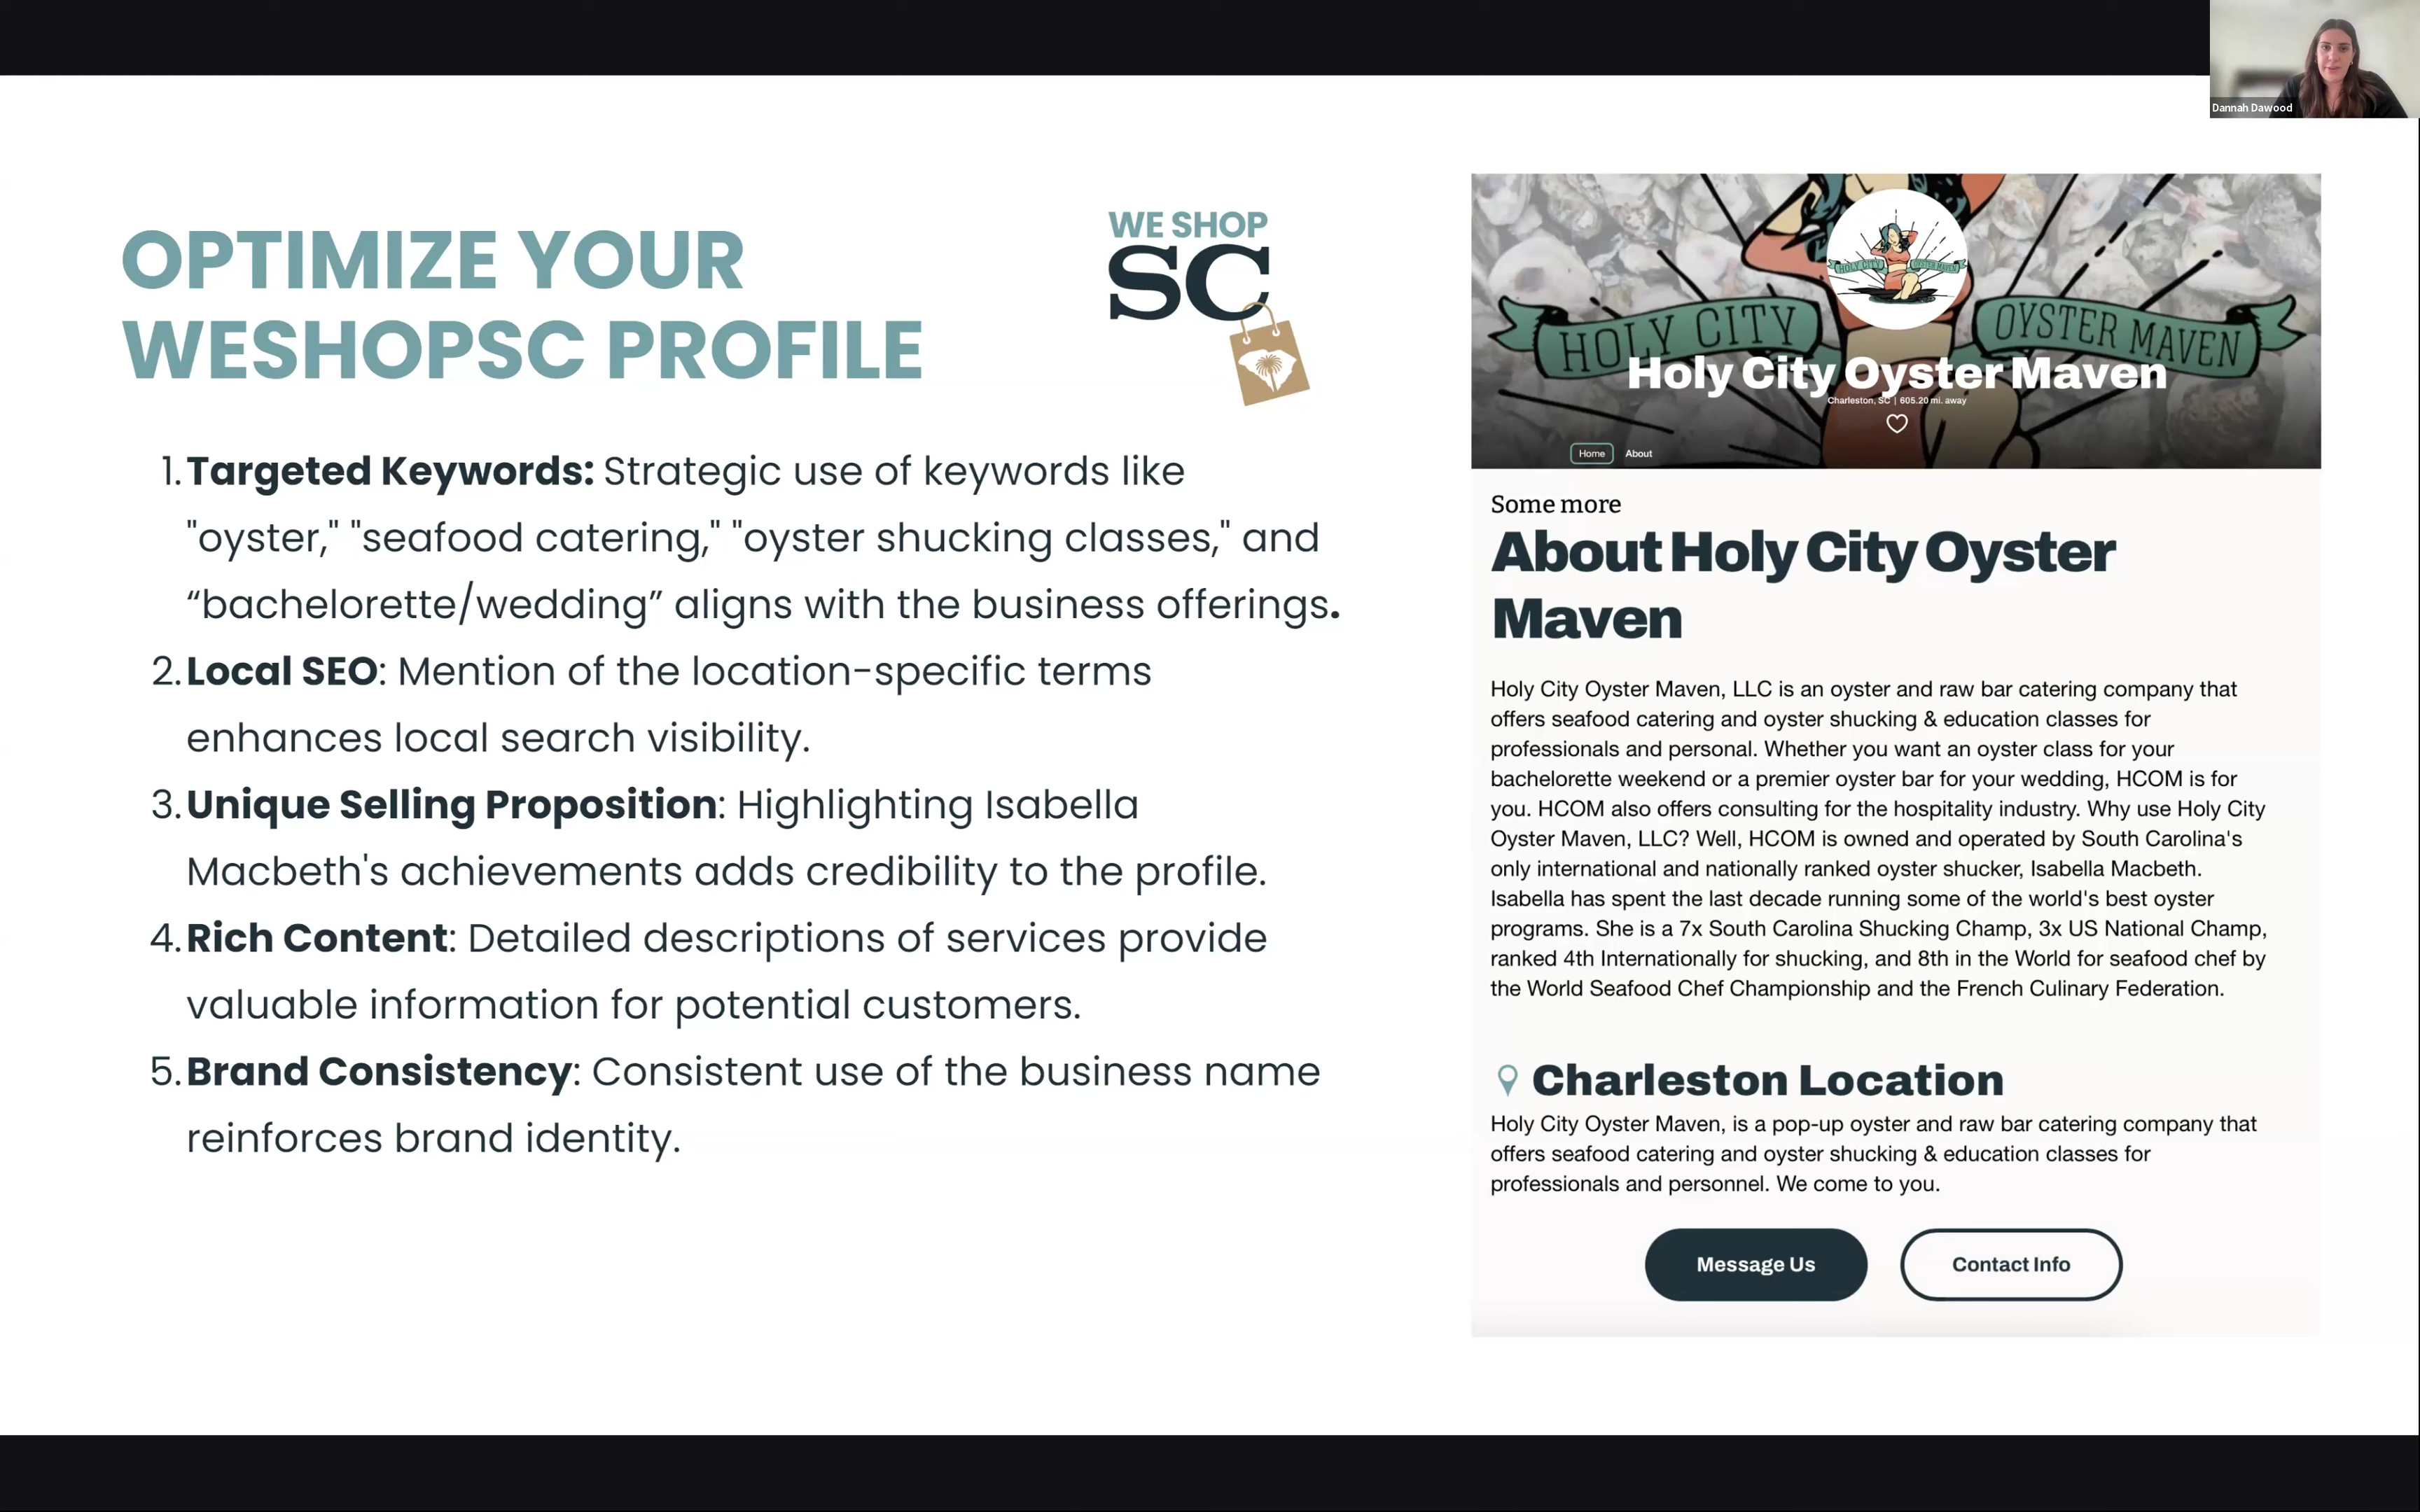 Dannah Dawood
OPTIMIZE YOUR
WESHOPSC PROFILE
WE SHOP
SC
1. Targeted Keywords: Strategic use of keywords like
"oyster," "seafood catering," "oyster shucking classes," and
“bachelorette/wedding” aligns with the business offerings.
2. Local SEO: Mention of the location-specific terms
enhances local search visibility.
3. Unique Selling Proposition: Highlighting Isabella
Macbeth's achievements adds credibility to the profile.
4. Rich Content: Detailed descriptions of services provide
valuable information for potential customers.
5. Brand Consistency: Consistent use of the business name
reinforces brand identity.
HOLY CITY OYSTER MAVEN
HOLY CITY OYSTER MAVEN
Holy City Oyster Maven
Charleston, SC | 605.20 mi. away
Home About
Some more
About Holy City Oyster
Maven
Holy City Oyster Maven, LLC is an oyster and raw bar catering company that
offers seafood catering and oyster shucking & education classes for
professionals and personal. Whether you want an oyster class for your
bachelorette weekend or a premier oyster bar for your wedding, HCOM is for
you. HCOM also offers consulting for the hospitality industry. Why use Holy City
Oyster Maven, LLC? Well, HCOM is owned and operated by South Carolina's
only international and nationally ranked oyster shucker, Isabella Macbeth.
Isabella has spent the last decade running some of the world's best oyster
programs. She is a 7x South Carolina Shucking Champ, 3x US National Champ,
ranked 4th Internationally for shucking, and 8th in the World for seafood chef by
the World Seafood Chef Championship and the French Culinary Federation.
Charleston Location
Holy City Oyster Maven, is a pop-up oyster and raw bar catering company that
offers seafood catering and oyster shucking & education classes for
professionals and personnel. We come to you.
Message Us Contact Info